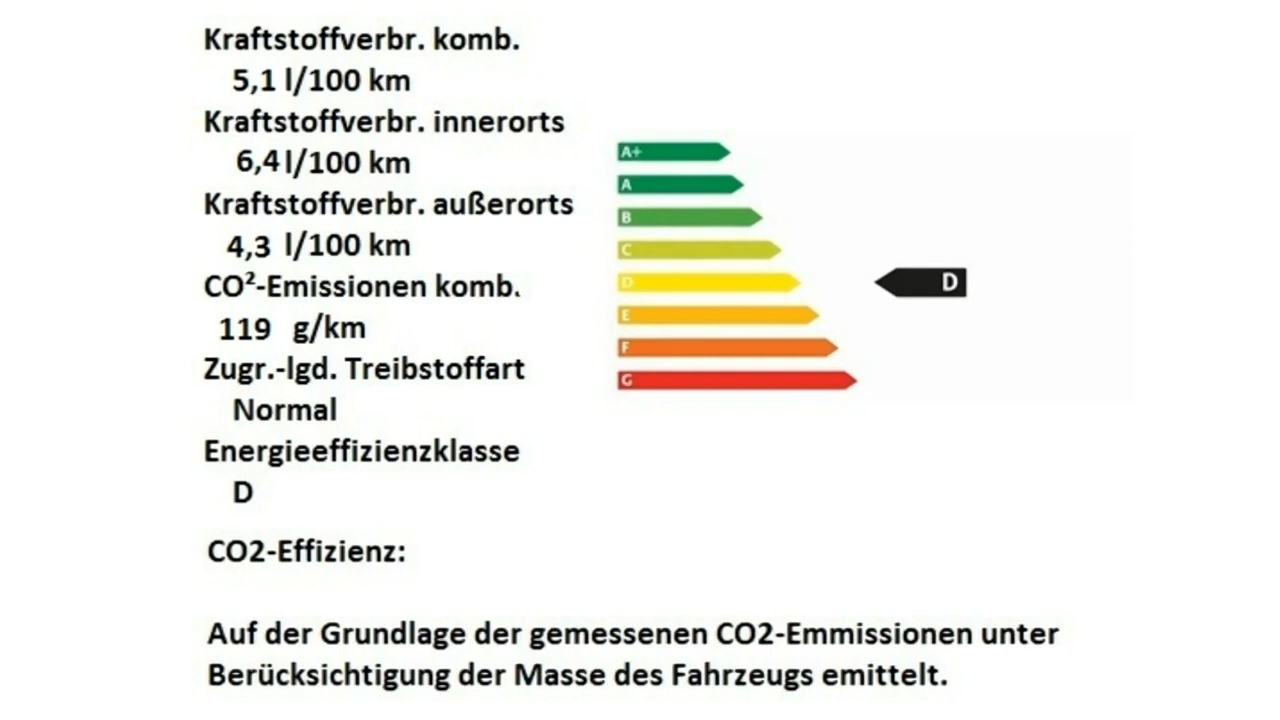 Kraftstoffverbr. komb.
5,1 l/100 km
Kraftstoffverbr. innerorts
6,4 l/100 km
Kraftstoffverbr. außerorts
4,3 l/100 km
CO²-Emissionen komb.
119 g/km
Zugr.-lgd. Treibstoffart
Normal
Energieeffizienzklasse
D
A+
A
B
C
D
E
F
G
D
CO2-Effizienz:
Auf der Grundlage der gemessenen CO2-Emmissionen unter
Berücksichtigung der Masse des Fahrzeugs emittelt.